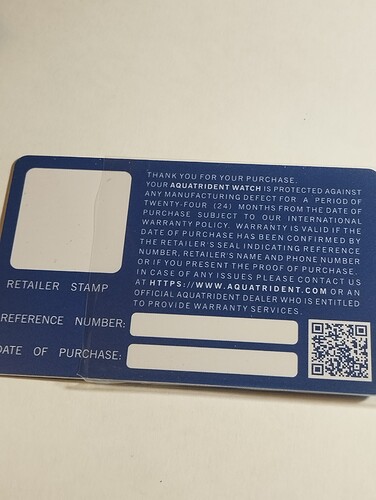 THANK YOU FOR YOUR PURCHASE.
YOUR AQUATRIDENT WATCH IS PROTECTED AGAINST
ANY MANUFACTURING DEFECT FOR A PERIOD OF
TWENTY-FOUR (24) MONTHS FROM THE DATE OF
PURCHASE SUBJECT TO OUR INTERNATIONAL
WARRANTY POLICY. WARRANTY IS VALID IF THE
DATE OF PURCHASE HAS BEEN CONFIRMED BY
THE RETAILER'S SEAL INDICATING REFERENCE
NUMBER, RETAILER'S NAME AND PHONE NUMBER
OR IF YOU PRESENT THE PROOF OF PURCHASE.
IN CASE OF ANY ISSUES PLEASE CONTACT US
AT HTTPS://WWW.AQUATRIDENT.COM OR AN
OFFICIAL AQUATRIDENT DEALER WHO IS ENTITLED
TO PROVIDE WARRANTY SERVICES.
RETAILER STAMP
REFERENCE NUMBER:
DATE OF PURCHASE: